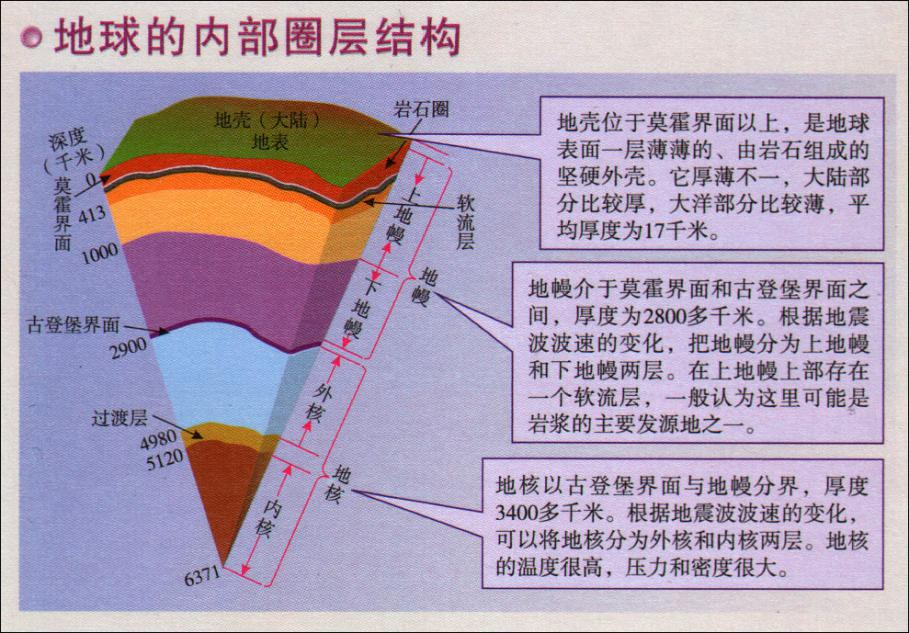 地球的内部圈层结构
岩石圈
地壳（大陆）
地表
深度
（千米）
0
莫霍界面
413
1000
软流层
上地幔
下地幔
地幔
古登堡界面
2900
外核
过渡层
4980
5120
地核
内核
6371
地壳位于莫霍界面以上，是地球
表面一层薄薄的、由岩石组成的
坚硬外壳。它厚薄不一，大陆部
分比较厚，大洋部分比较薄，平
均厚度为17千米。
地幔介于莫霍界面和古登堡界面之
间，厚度为2800多千米。根据地震
波波速的变化，把地幔分为上地幔
和下地幔两层。在上地幔上部存在
一个软流层，一般认为这里可能是
岩浆的主要发源地之一。
地核以古登堡界面与地幔分界，厚度
3400多千米。根据地震波波速的变化，
可以将地核分为外核和内核两层。地核
的温度很高，压力和密度很大。